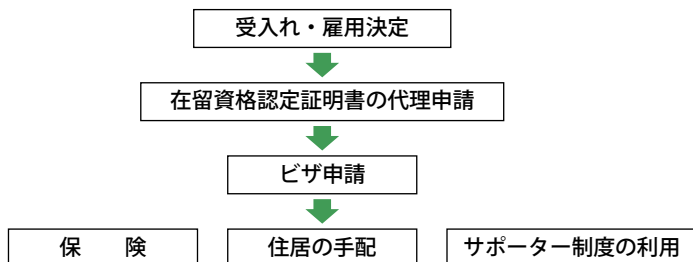 受入れ・雇用決定
在留資格認定証明書の代理申請
ビザ申請
保　　険
住居の手配
サポーター制度の利用